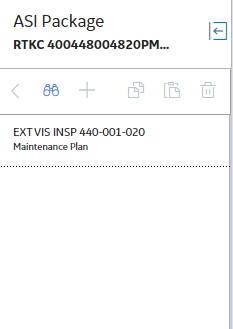 ASI Package
RTKC 400448004820PM...
EXT VIS INSP 440-001-020
Maintenance Plan